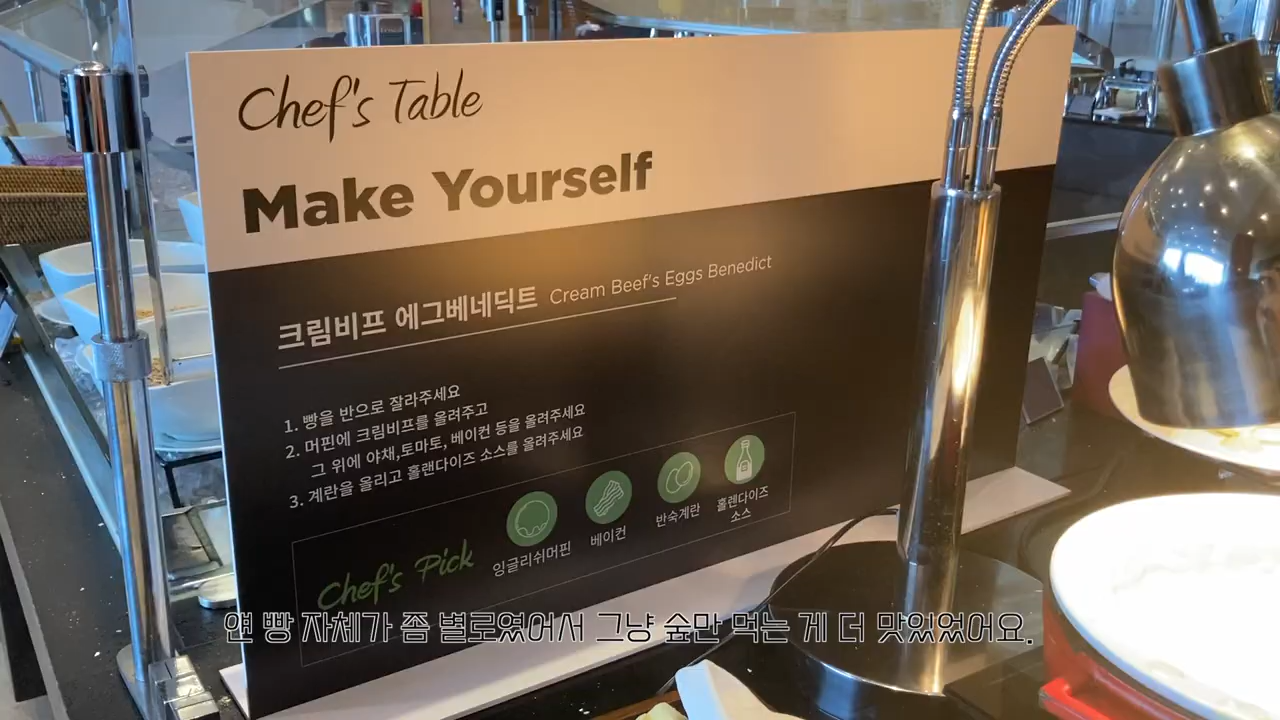 Chef's Table
Make Yourself
크림비프 에그베네딕트 Cream Beef's Eggs Benedict
1. 빵을 반으로 잘라주세요
2. 머핀에 크림비프를 올려주고
그 위에 야채,토마토, 베이컨 등을 올려주세요
3. 계란을 올리고 홀랜다이즈 소스를 올려주세요
Chef's Pick
잉글리쉬머핀
베이컨
반숙계란
홀렌다이즈
소스
얜 빵 자체가 쫌 별로였어서 그냥 숲만 먹는 게 더 맛있었어요.